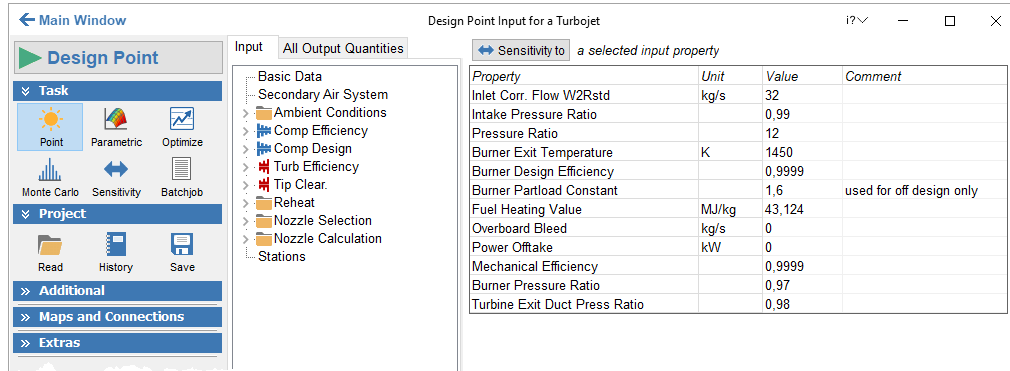 Main Window
Design Point Input for a Turbojet
i?
Design Point
Task
Point Parametric Optimize
Monte Carlo Sensitivity Batchjob
Project
Read History Save
Additional
Maps and Connections
Extras
Input All Output Quantities
Basic Data
Secondary Air System
Ambient Conditions
Comp Efficiency
Comp Design
Turb Efficiency
Tip Clear.
Reheat
Nozzle Selection
Nozzle Calculation
Stations
Sensitivity to a selected input property
Property Unit Value Comment
Inlet Corr. Flow W2Rstd kg/s 32
Intake Pressure Ratio 0,99
Pressure Ratio 12
Burner Exit Temperature K 1450
Burner Design Efficiency 0,9999
Burner Partload Constant 1,6 used for off design only
Fuel Heating Value MJ/kg 43,124
Overboard Bleed kg/s 0
Power Offtake kW 0
Mechanical Efficiency 0,9999
Burner Pressure Ratio 0,97
Turbine Exit Duct Press Ratio 0,98